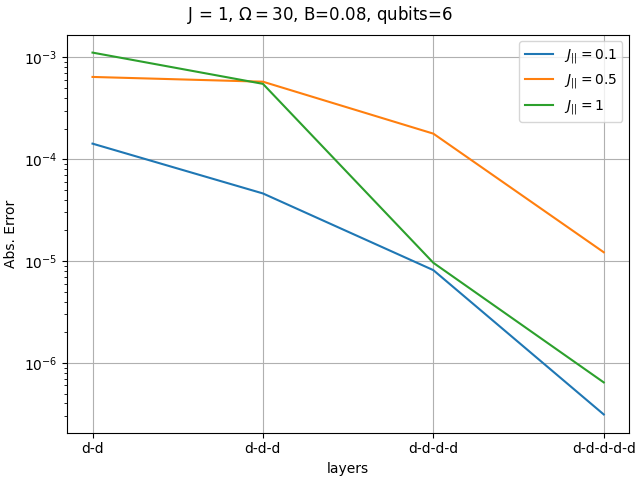 J = 1, Ω = 30, B=0.08, qubits=6
J_{||} = 0.1
J_{||} = 0.5
J_{||} = 1
Abs. Error
10^{-3}
10^{-4}
10^{-5}
10^{-6}
d-d
d-d-d
d-d-d-d
d-d-d-d-d
layers